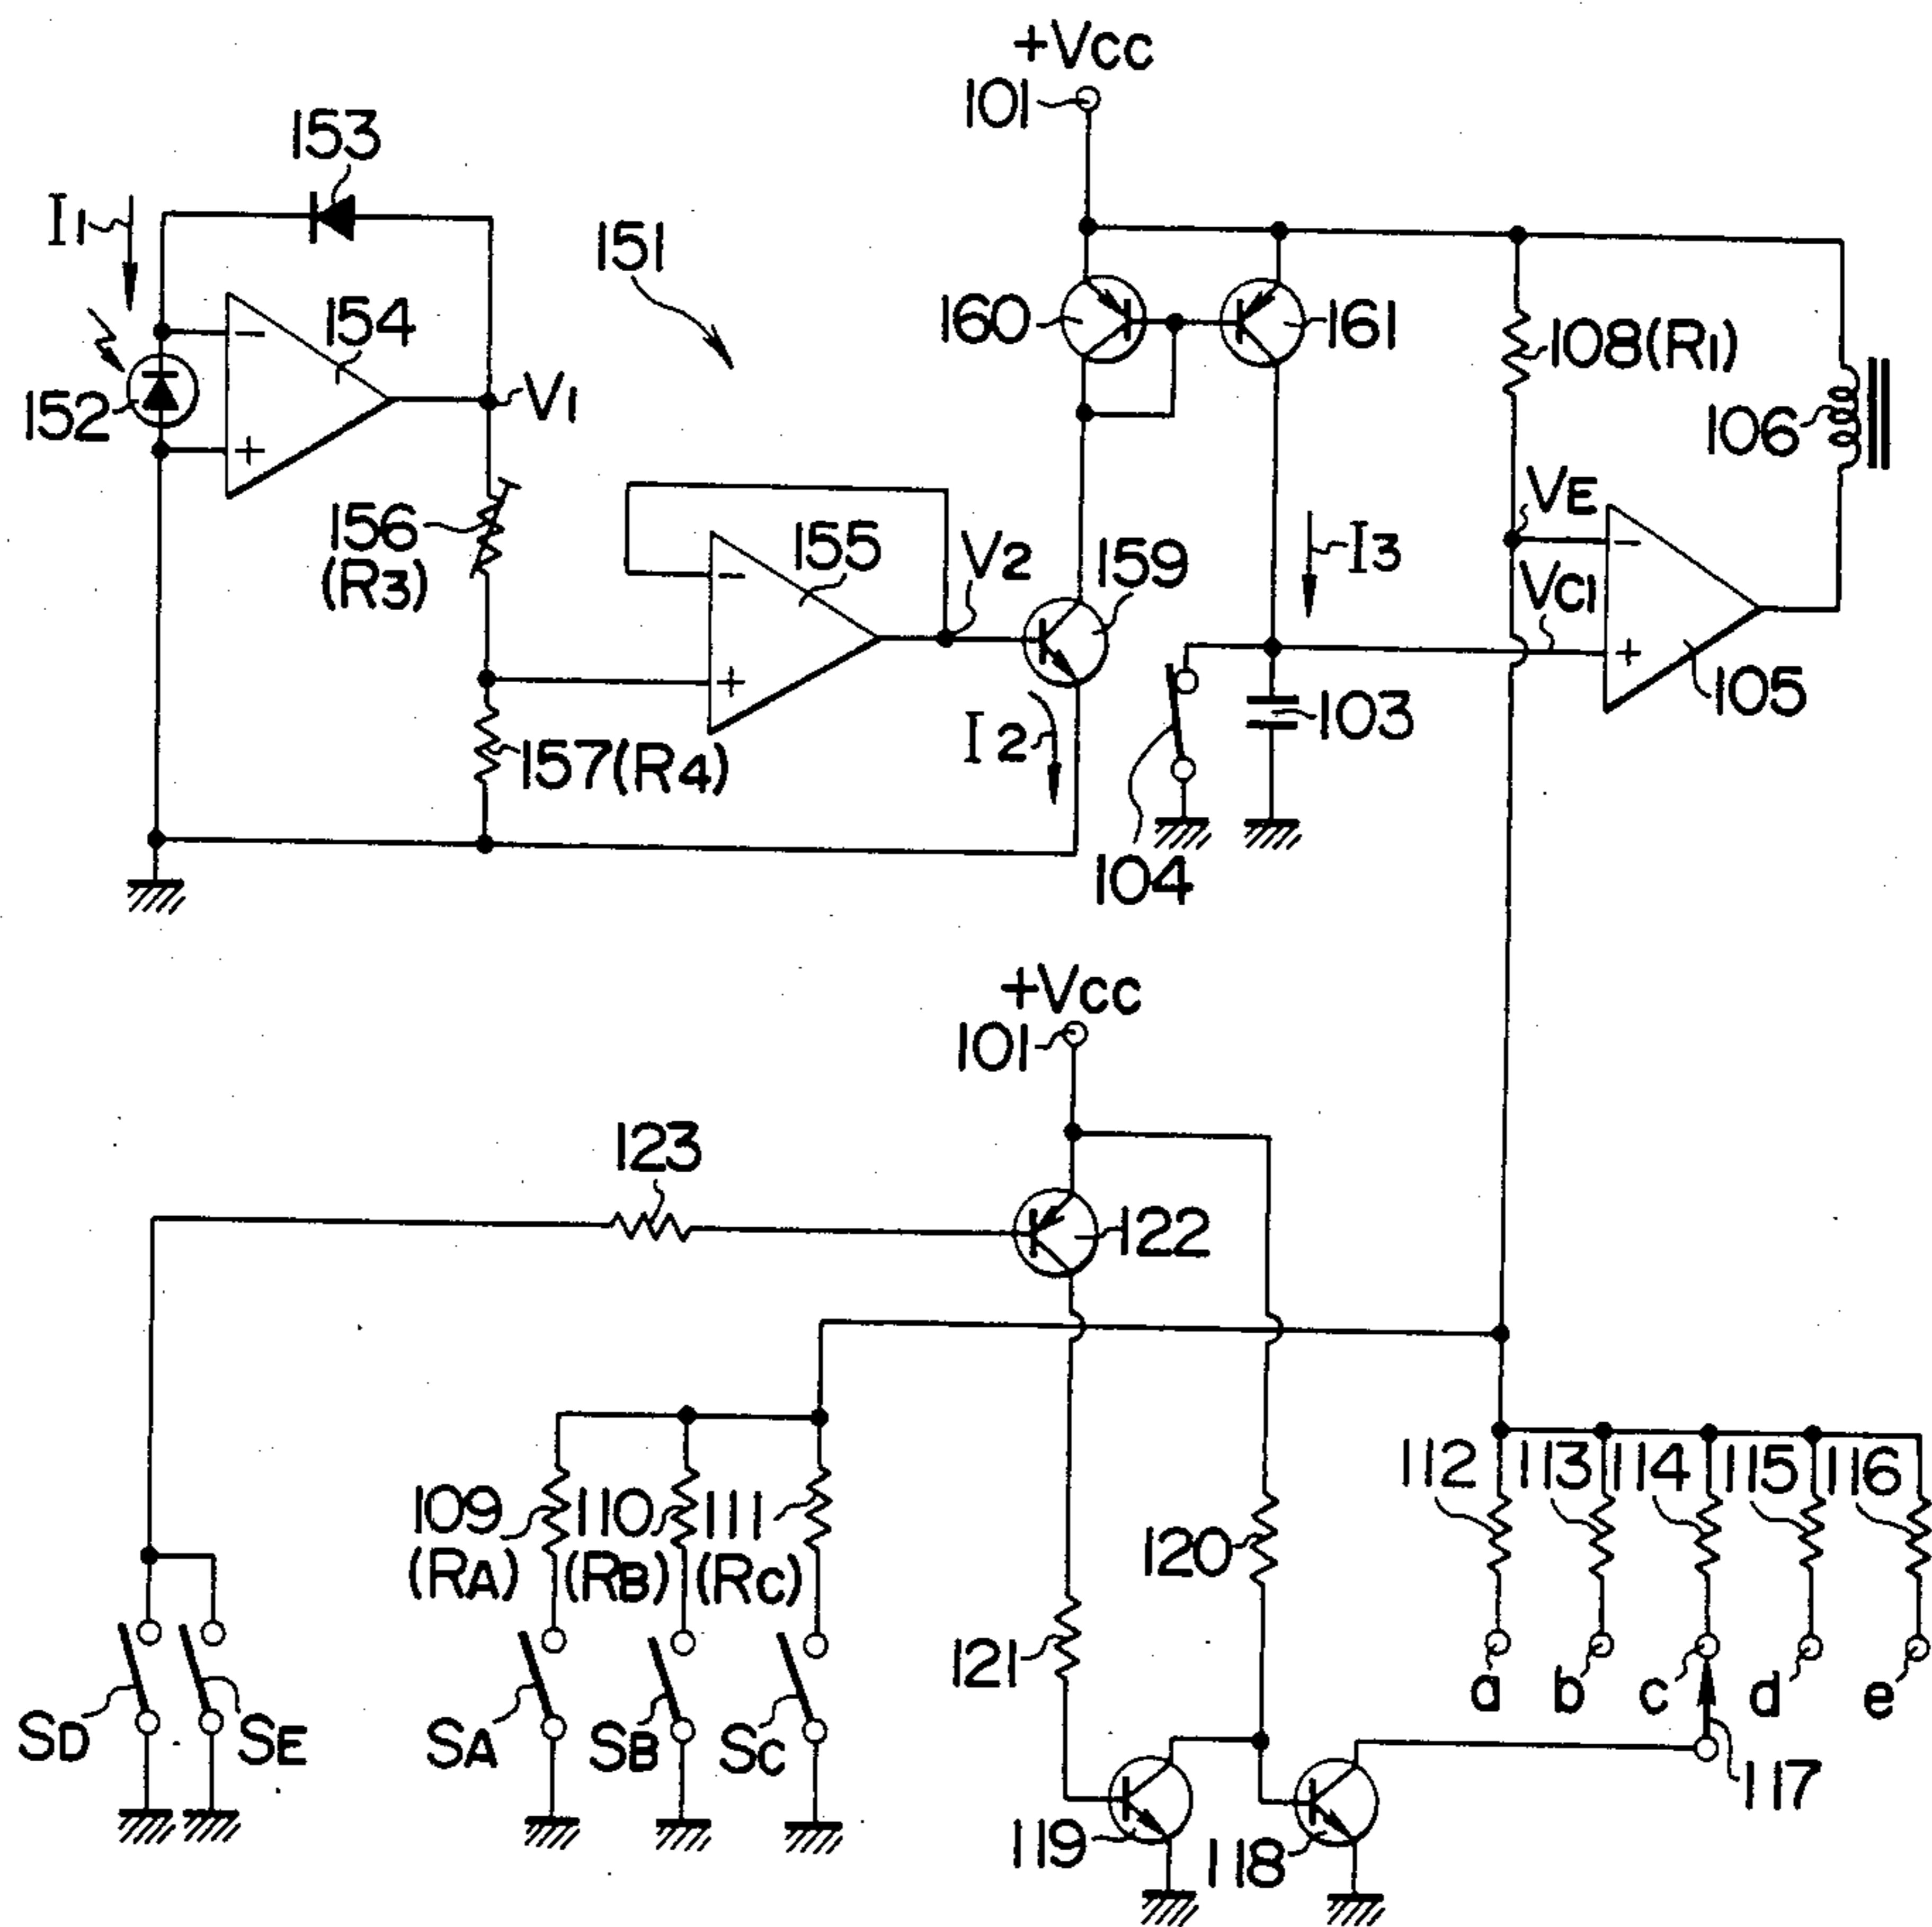 +Vcc
101
153
I1
151
154
160
161
108(R1)
152
V1
106
156
(R3)
155
V2
159
I3
VE
VC1
157(R4)
I2
103
105
104
+Vcc
101
123
122
112
113
114
115
116
109
(RA)
110
(RB)
111
(RC)
120
121
a
b
c
d
e
SD
SE
SA
SB
SC
117
119
118